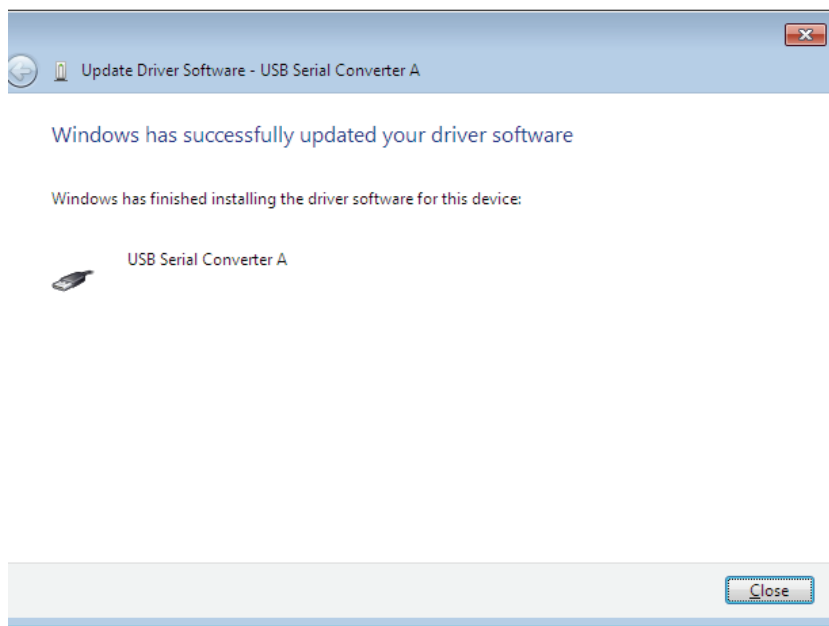 Update Driver Software - USB Serial Converter A
Windows has successfully updated your driver software
Windows has finished installing the driver software for this device:
USB Serial Converter A
Close